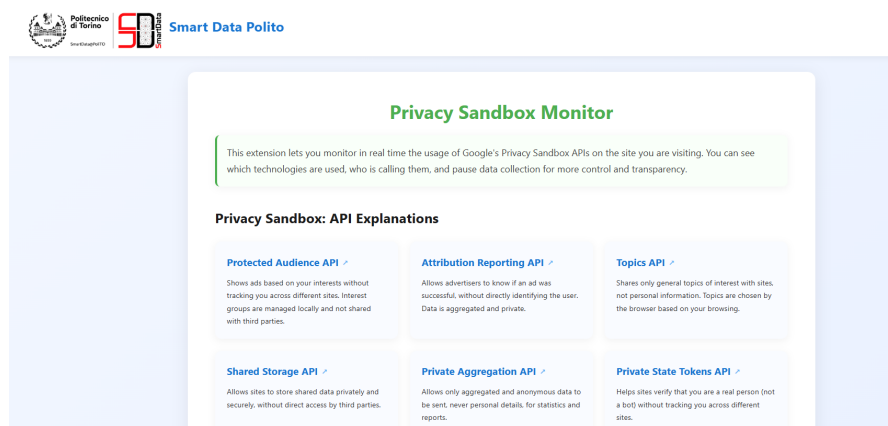 Politecnico
di Torino
1859
SmartData@PoliTO
SmartData
Smart Data Polito
Privacy Sandbox Monitor
This extension lets you monitor in real time the usage of Google's Privacy Sandbox APIs on the site you are visiting. You can see
which technologies are used, who is calling them, and pause data collection for more control and transparency.
Privacy Sandbox: API Explanations
Protected Audience API ↗
Shows ads based on your interests without
tracking you across different sites. Interest
groups are managed locally and not shared
with third parties.
Attribution Reporting API ↗
Allows advertisers to know if an ad was
successful, without directly identifying the user.
Data is aggregated and private.
Topics API ↗
Shares only general topics of interest with sites,
not personal information. Topics are chosen by
the browser based on your browsing.
Shared Storage API ↗
Allows sites to store shared data privately and
securely, without direct access by third parties.
Private Aggregation API ↗
Allows only aggregated and anonymous data to
be sent, never personal details, for statistics and
reports.
Private State Tokens API ↗
Helps sites verify that you are a real person (not
a bot) without tracking you across different
sites.